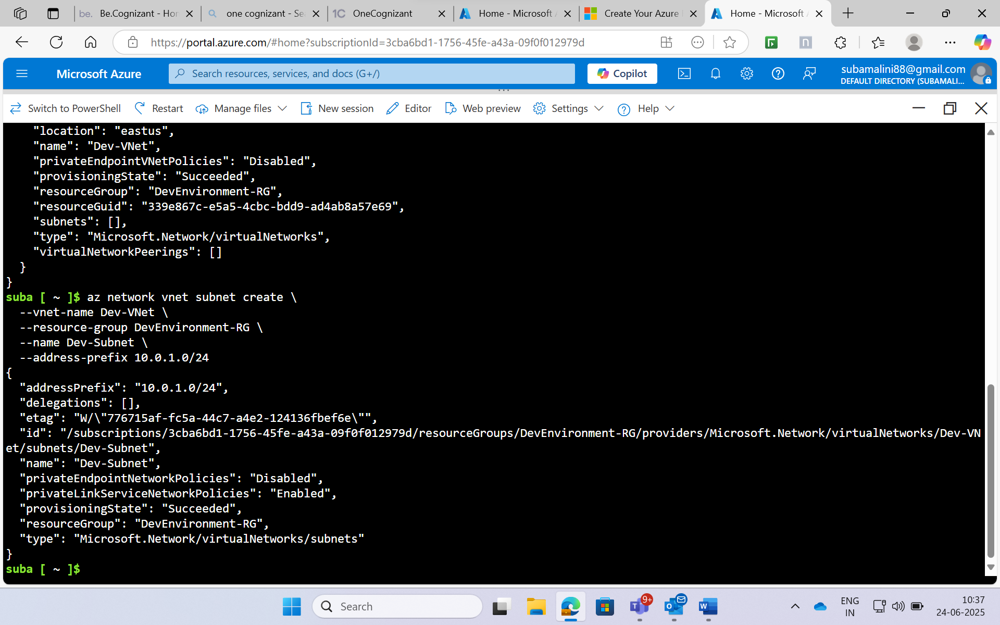 be. Be.Cognizant - Hor
one cognizant - Se
1C OneCognizant
Home - Microsoft A
Create Your Azure
Home - Microsoft A
https://portal.azure.com/#home?subscriptionId=3cba6bd1-1756-45fe-a43a-09f0f012979d
n
Microsoft Azure
Search resources, services, and docs (G+/)
Copilot
subamalini88@gmail.com
DEFAULT DIRECTORY (SUBAMALI...
Switch to PowerShell
Restart
Manage files
New session
Editor
Web preview
Settings
Help
"location": "eastus",
"name": "Dev-VNet",
"privateEndpointVNetPolicies": "Disabled",
"provisioningState": "Succeeded",
"resourceGroup": "DevEnvironment-RG",
"resourceGuid": "339e867c-e5a5-4cbc-bdd9-ad4ab8a57e69",
"subnets": [],
"type": "Microsoft.Network/virtualNetworks",
"virtualNetworkPeerings": []
}
}
suba [ ~ ]$ az network vnet subnet create \
--vnet-name Dev-VNet \
--resource-group DevEnvironment-RG \
--name Dev-Subnet \
--address-prefix 10.0.1.0/24
{
"addressPrefix": "10.0.1.0/24",
"delegations": [],
"etag": "W/\"776715af-fc5a-44c7-a4e2-124136fbef6e\"",
"id": "/subscriptions/3cba6bd1-1756-45fe-a43a-09f0f012979d/resourceGroups/DevEnvironment-RG/providers/Microsoft.Network/virtualNetworks/Dev-VN
et/subnets/Dev-Subnet",
"name": "Dev-Subnet",
"privateEndpointNetworkPolicies": "Disabled",
"privateLinkServiceNetworkPolicies": "Enabled",
"provisioningState": "Succeeded",
"resourceGroup": "DevEnvironment-RG",
"type": "Microsoft.Network/virtualNetworks/subnets"
}
suba [ ~ ]$
Search
9+
ENG
IN
10:37
24-06-2025